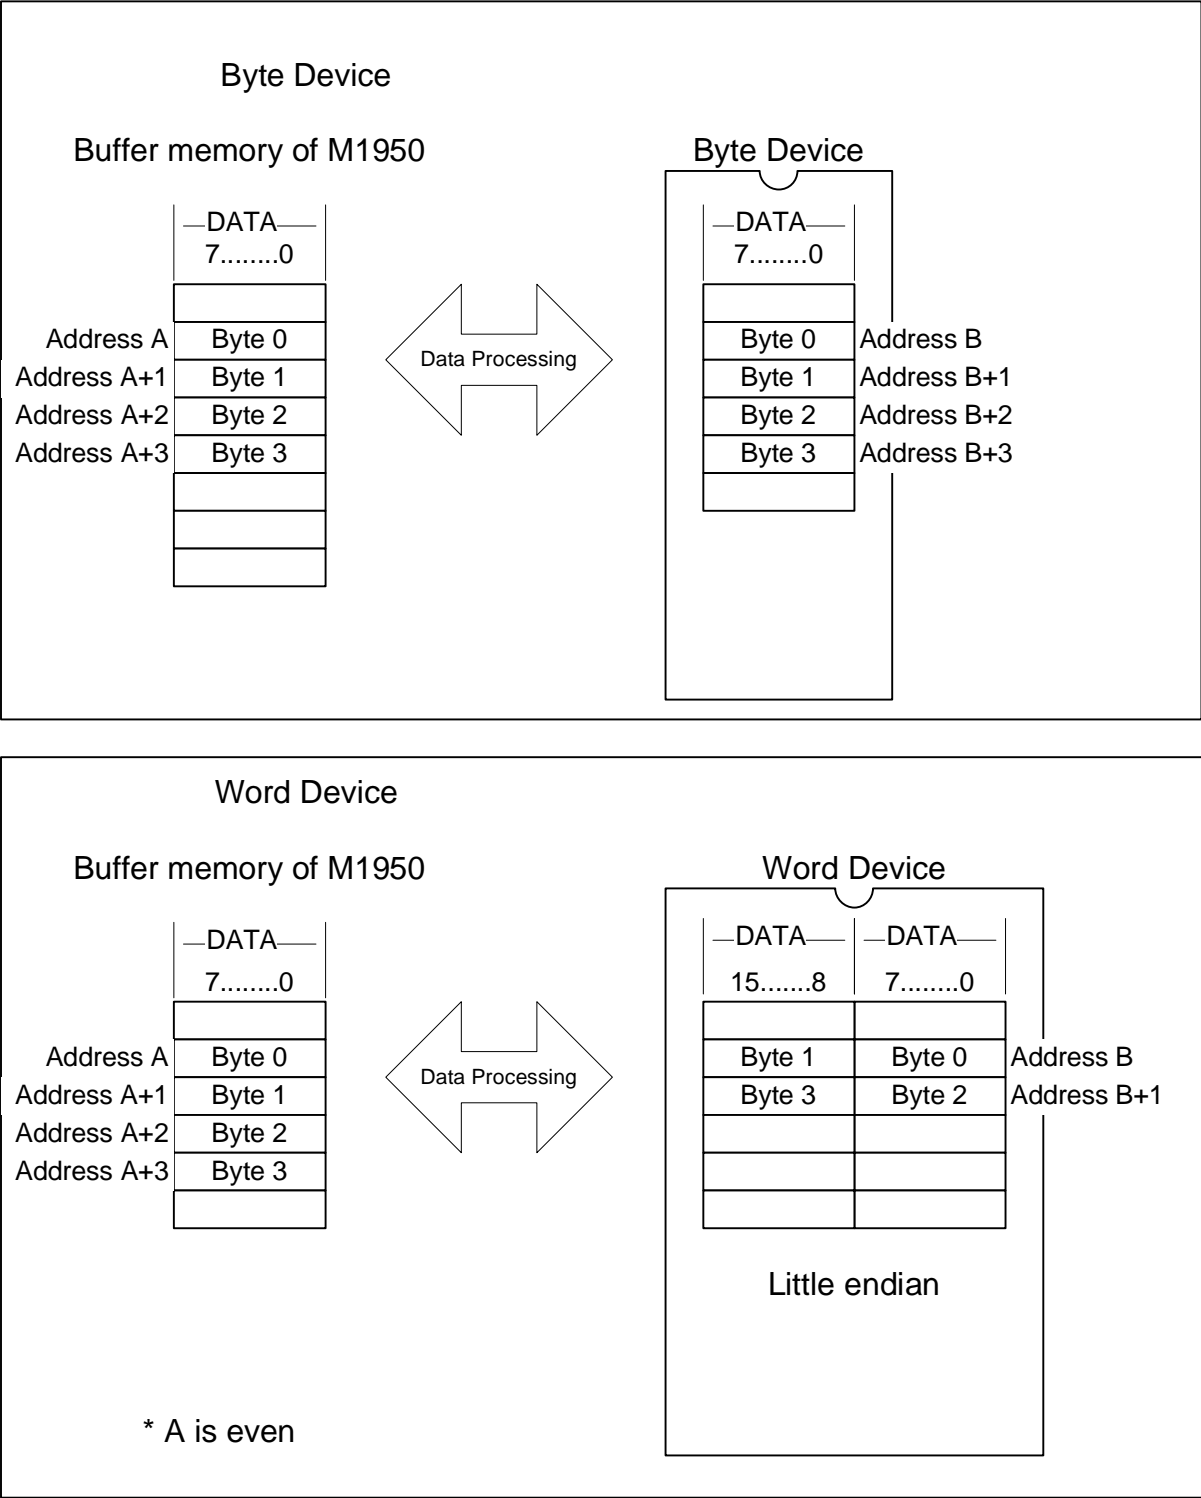 Byte Device
Buffer memory of M1950 Byte Device
DATA DATA
7........0 7........0
Address A Byte 0 Data Processing Byte 0 Address B
Address A+1 Byte 1 Byte 1 Address B+1
Address A+2 Byte 2 Byte 2 Address B+2
Address A+3 Byte 3 Byte 3 Address B+3
Word Device
Buffer memory of M1950 Word Device
DATA DATA DATA
7........0 15.......8 7........0
Address A Byte 0 Data Processing Byte 1 Byte 0 Address B
Address A+1 Byte 1 Byte 3 Byte 2 Address B+1
Address A+2 Byte 2
Address A+3 Byte 3
Little endian
* A is even